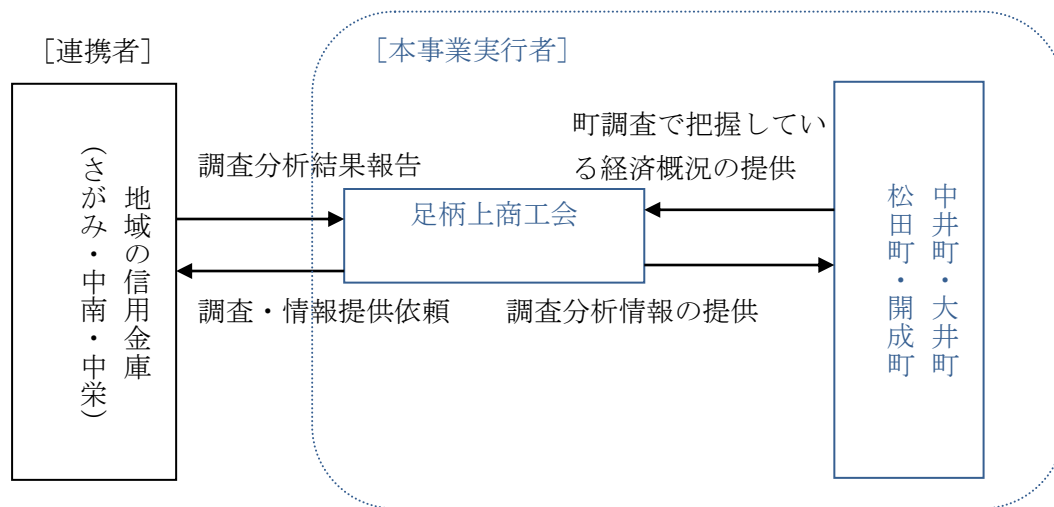 ［連携者］
［本事業実行者］
地域の信用金庫
（さがみ・中南・中栄）
調査分析結果報告
調査・情報提供依頼
足柄上商工会
町調査で把握してい
る経済概況の提供
調査分析情報の提供
中井町・大井町
松田町・開成町